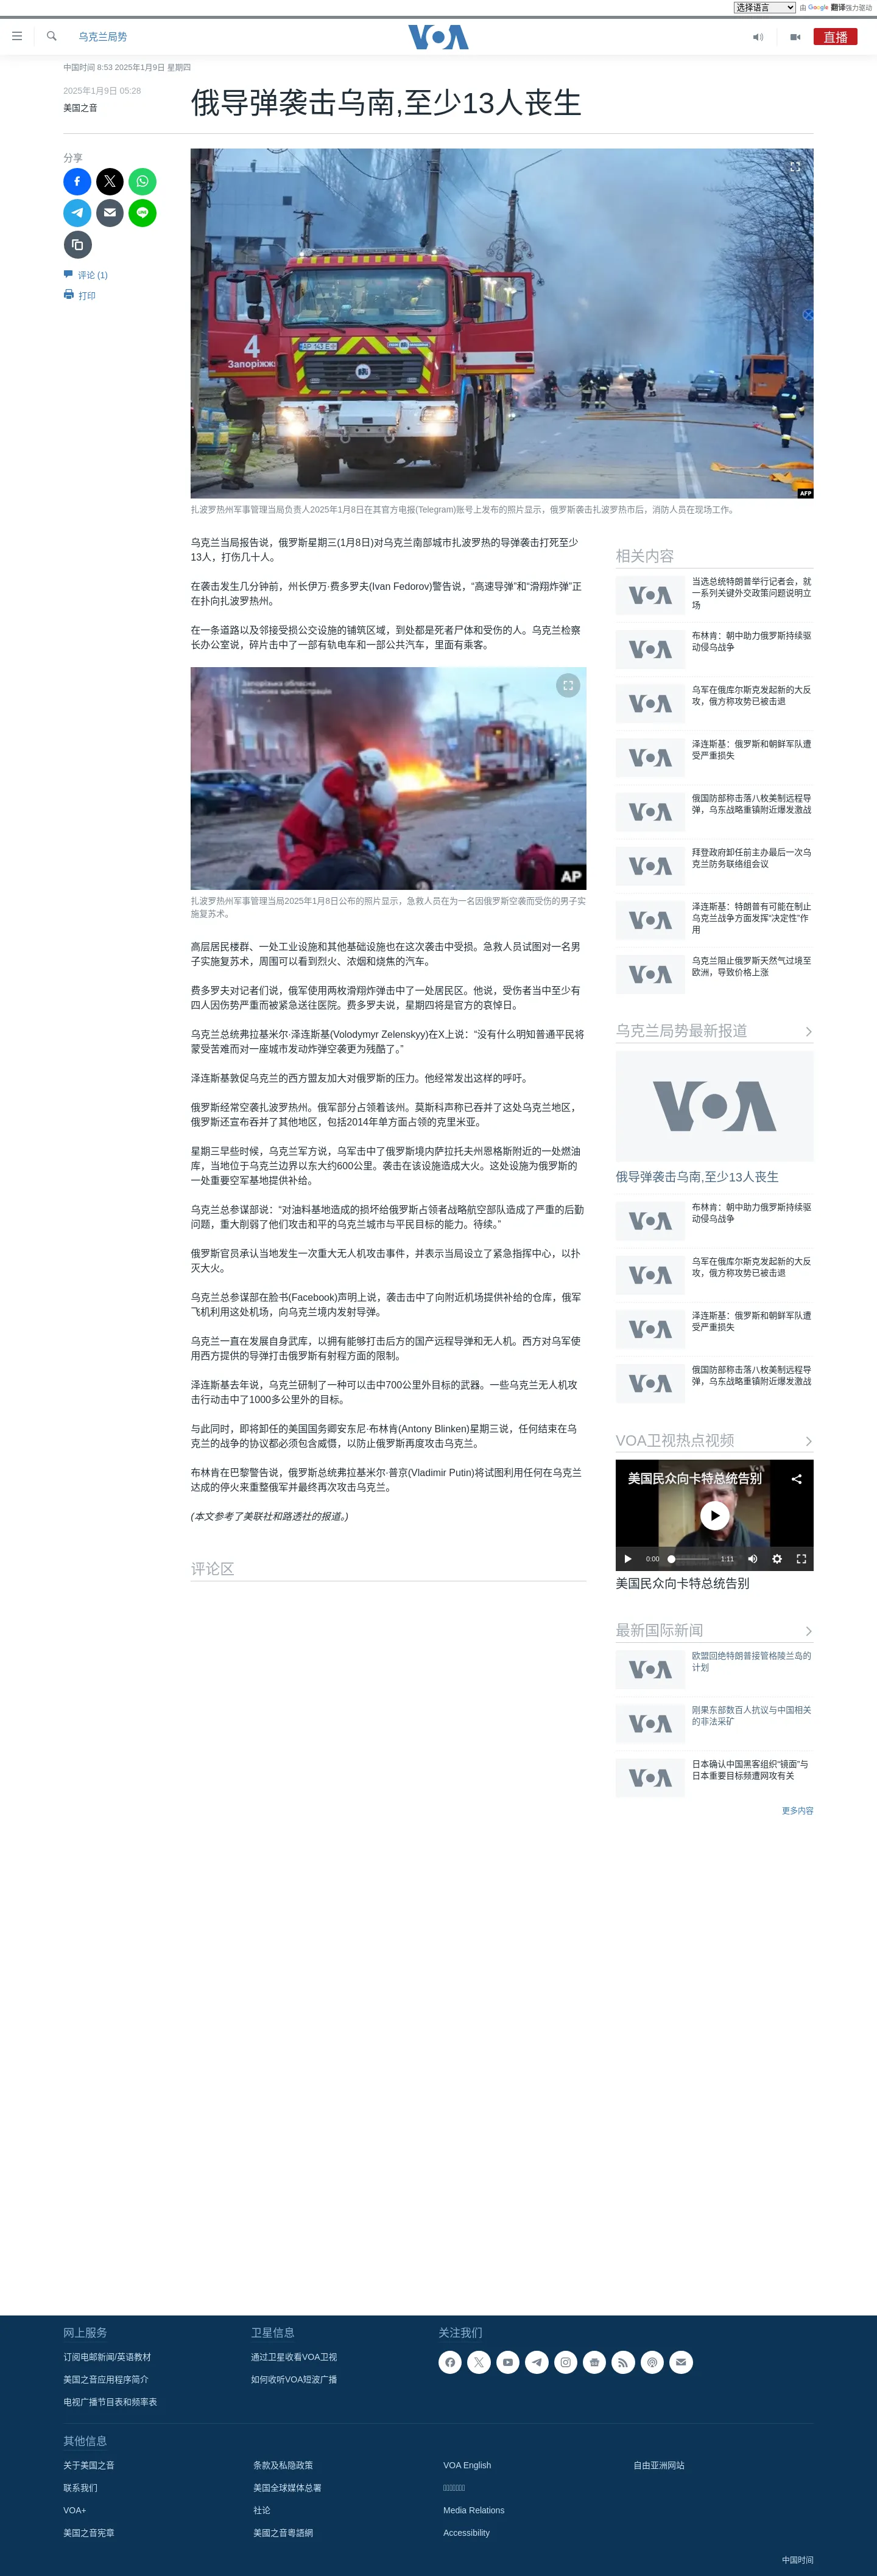 选择语言 由 Google 翻译强力驱动
乌克兰局势
VOA
直播
中国时间 8:53 2025年1月9日 星期四
2025年1月9日 05:28
美国之音
俄导弹袭击乌南,至少13人丧生
分享
评论 (1)
打印
4
Запоріжжя
AP 143 E
AFP
扎波罗热州军事管理当局负责人2025年1月8日在其官方电报(Telegram)账号上发布的照片显示，俄罗斯袭击扎波罗热市后，消防人员在现场工作。
乌克兰当局报告说，俄罗斯星期三(1月8日)对乌克兰南部城市扎波罗热的导弹袭击打死至少
13人，打伤几十人。
在袭击发生几分钟前，州长伊万·费多罗夫(Ivan Fedorov)警告说，“高速导弹”和“滑翔炸弹”正
在扑向扎波罗热州。
在一条道路以及邻接受损公交设施的铺筑区域，到处都是死者尸体和受伤的人。乌克兰检察
长办公室说，碎片击中了一部有轨电车和一部公共汽车，里面有乘客。
Запорізька обласна
військова адміністрація
AP
扎波罗热州军事管理当局2025年1月8日公布的照片显示，急救人员在为一名因俄罗斯空袭而受伤的男子实
施复苏术。
高层居民楼群、一处工业设施和其他基础设施也在这次袭击中受损。急救人员试图对一名男
子实施复苏术，周围可以看到烈火、浓烟和烧焦的汽车。
费多罗夫对记者们说，俄军使用两枚滑翔炸弹击中了一处居民区。他说，受伤者当中至少有
四人因伤势严重而被紧急送往医院。费多罗夫说，星期四将是官方的哀悼日。
乌克兰总统弗拉基米尔·泽连斯基(Volodymyr Zelenskyy)在X上说：“没有什么明知普通平民将
蒙受苦难而对一座城市发动炸弹空袭更为残酷了。”
泽连斯基敦促乌克兰的西方盟友加大对俄罗斯的压力。他经常发出这样的呼吁。
俄罗斯经常空袭扎波罗热州。俄军部分占领着该州。莫斯科声称已吞并了这处乌克兰地区，
俄罗斯还宣布吞并了其他地区，包括2014年单方面占领的克里米亚。
星期三早些时候，乌克兰军方说，乌军击中了俄罗斯境内萨拉托夫州恩格斯附近的一处燃油
库，当地位于乌克兰边界以东大约600公里。袭击在该设施造成大火。这处设施为俄罗斯的
一处重要空军基地提供补给。
乌克兰总参谋部说：“对油料基地造成的损坏给俄罗斯占领者战略航空部队造成了严重的后勤
问题，重大削弱了他们攻击和平的乌克兰城市与平民目标的能力。待续。”
俄罗斯官员承认当地发生一次重大无人机攻击事件，并表示当局设立了紧急指挥中心，以扑
灭大火。
乌克兰总参谋部在脸书(Facebook)声明上说，袭击击中了向附近机场提供补给的仓库，俄军
飞机利用这处机场，向乌克兰境内发射导弹。
乌克兰一直在发展自身武库，以拥有能够打击后方的国产远程导弹和无人机。西方对乌军使
用西方提供的导弹打击俄罗斯有射程方面的限制。
泽连斯基去年说，乌克兰研制了一种可以击中700公里外目标的武器。一些乌克兰无人机攻
击行动击中了1000多公里外的目标。
与此同时，即将卸任的美国国务卿安东尼·布林肯(Antony Blinken)星期三说，任何结束在乌
克兰的战争的协议都必须包含威慑，以防止俄罗斯再度攻击乌克兰。
布林肯在巴黎警告说，俄罗斯总统弗拉基米尔·普京(Vladimir Putin)将试图利用任何在乌克兰
达成的停火来重整俄军并最终再次攻击乌克兰。
(本文参考了美联社和路透社的报道。)
评论区
相关内容
当选总统特朗普举行记者会，就
一系列关键外交政策问题说明立
场
布林肯：朝中助力俄罗斯持续驱
动侵乌战争
乌军在俄库尔斯克发起新的大反
攻，俄方称攻势已被击退
泽连斯基：俄罗斯和朝鲜军队遭
受严重损失
俄国防部称击落八枚美制远程导
弹，乌东战略重镇附近爆发激战
拜登政府卸任前主办最后一次乌
克兰防务联络组会议
泽连斯基：特朗普有可能在制止
乌克兰战争方面发挥“决定性”作
用
乌克兰阻止俄罗斯天然气过境至
欧洲，导致价格上涨
乌克兰局势最新报道
VOA
俄导弹袭击乌南,至少13人丧生
布林肯：朝中助力俄罗斯持续驱
动侵乌战争
乌军在俄库尔斯克发起新的大反
攻，俄方称攻势已被击退
泽连斯基：俄罗斯和朝鲜军队遭
受严重损失
俄国防部称击落八枚美制远程导
弹，乌东战略重镇附近爆发激战
VOA卫视热点视频
美国民众向卡特总统告别
0:00 1:11
美国民众向卡特总统告别
最新国际新闻
欧盟回绝特朗普接管格陵兰岛的
计划
刚果东部数百人抗议与中国相关
的非法采矿
日本确认中国黑客组织“镜面”与
日本重要目标频遭网攻有关
更多内容
网上服务
订阅电邮新闻/英语教材
美国之音应用程序简介
电视广播节目表和频率表
卫星信息
通过卫星收看VOA卫视
如何收听VOA短波广播
关注我们
其他信息
关于美国之音
联系我们
VOA+
美国之音宪章
条款及私隐政策
美国全球媒体总署
社论
美國之音粵語網
VOA English
Media Relations
Accessibility
自由亚洲网站
中国时间